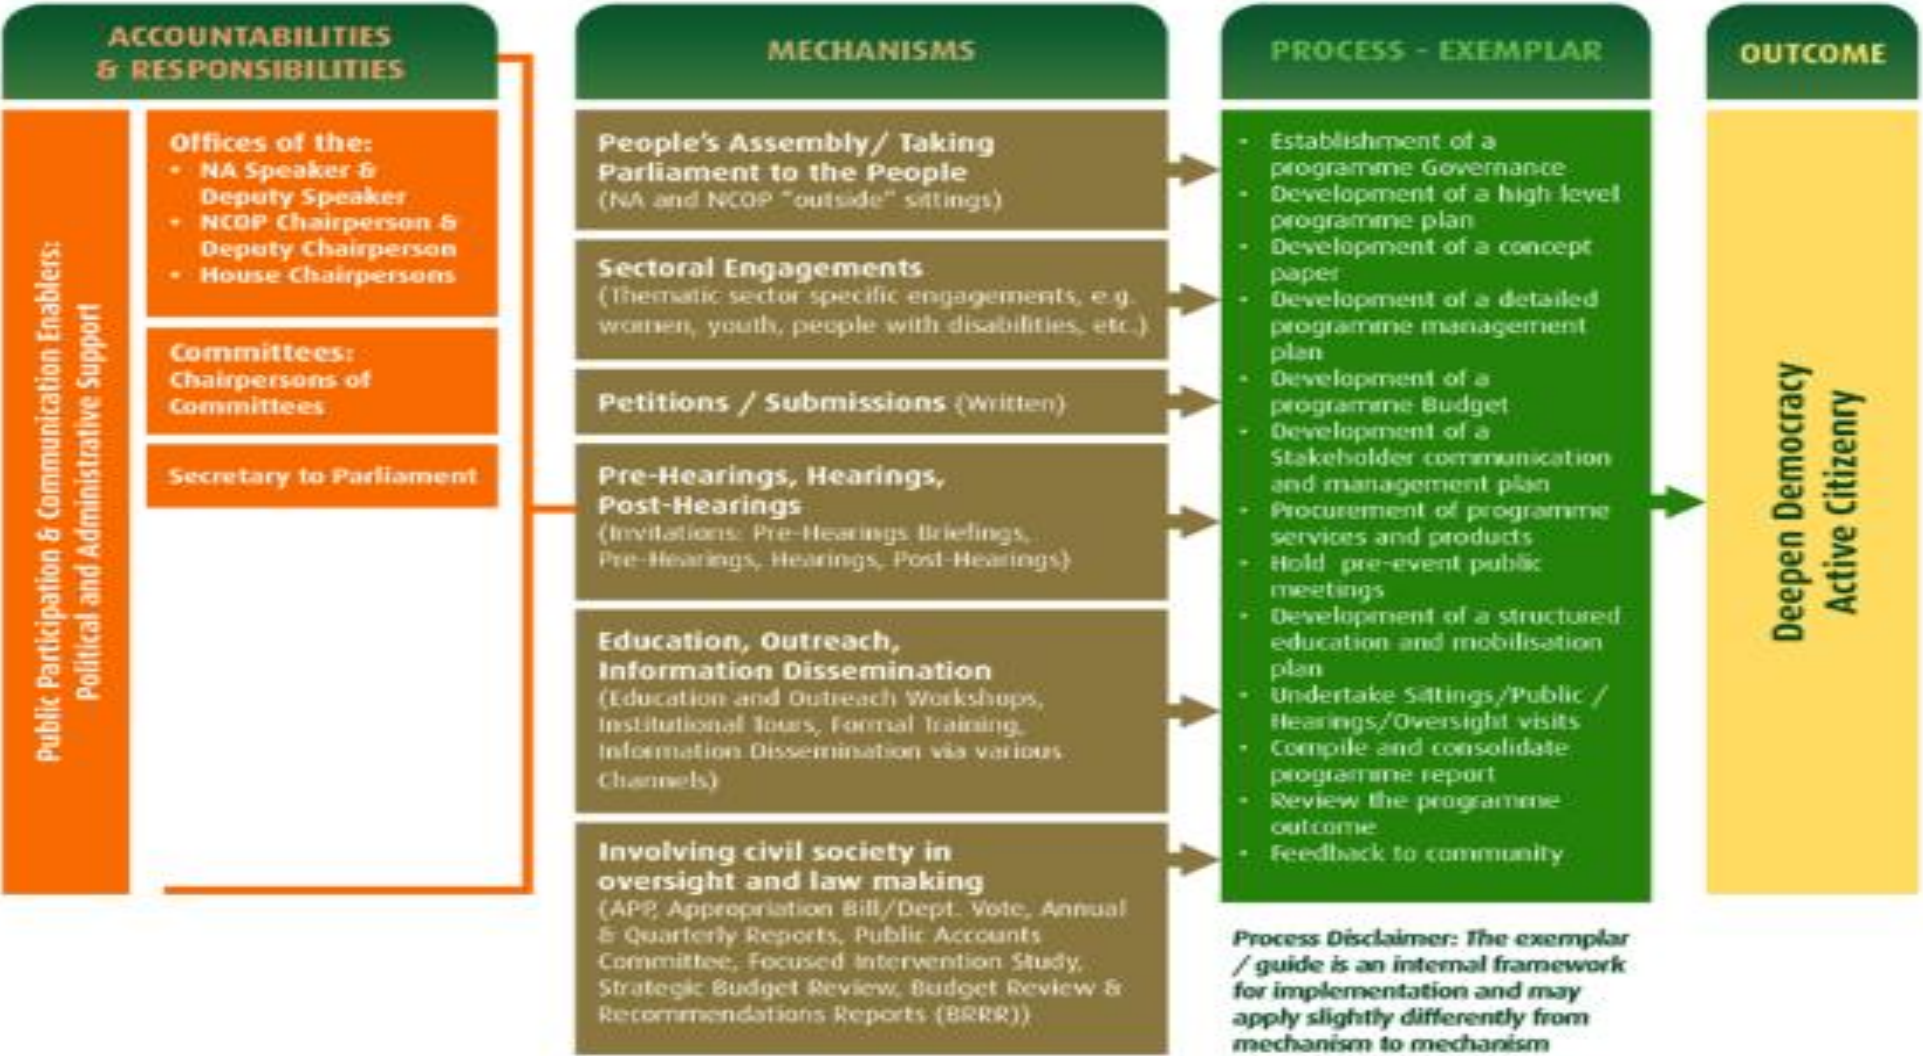 ACCOUNTABILITIES
& RESPONSIBILITIES
Public Participation & Communication Enablers:
Political and Administrative Support
Offices of the:
• NA Speaker &
Deputy Speaker
• NCOP Chairperson &
Deputy Chairperson
• House Chairpersons
Committees:
Chairpersons of
Committees
Secretary to Parliament
MECHANISMS
People's Assembly/ Taking
Parliament to the People
(NA and NCOP "outside" sittings)
Sectoral Engagements
(Thematic sector specific engagements, e.g.
women, youth, people with disabilities, etc.)
Petitions / Submissions (Written)
Pre-Hearings, Hearings,
Post-Hearings
(Invitations: Pre-Hearings Briefings,
Pre-Hearings, Hearings, Post-Hearings)
Education, Outreach,
Information Dissemination
(Education and Outreach Workshops,
Institutional Tours, Formal Training,
Information Dissemination via various
Channels)
Involving civil society in
oversight and law making
(APP, Appropriation Bill/Dept. Vote, Annual
& Quarterly Reports, Public Accounts
Committee, Focused Intervention Study,
Strategic Budget Review, Budget Review &
Recommendations Reports (BRRR))
PROCESS - EXEMPLAR
• Establishment of a
programme Governance
• Development of a high level
programme plan
• Development of a concept
paper
• Development of a detailed
programme management
plan
• Development of a
programme Budget
• Development of a
Stakeholder communication
and management plan
• Procurement of programme
services and products
• Hold pre-event public
meetings
• Development of a structured
education and mobilisation
plan
• Undertake Sittings/Public /
Hearings/Oversight visits
• Compile and consolidate
programme report
• Review the programme
outcome
• Feedback to community
Process Disclaimer: The exemplar
/ guide is an internal framework
for implementation and may
apply slightly differently from
mechanism to mechanism
OUTCOME
Deepen Democracy
Active Citizenry